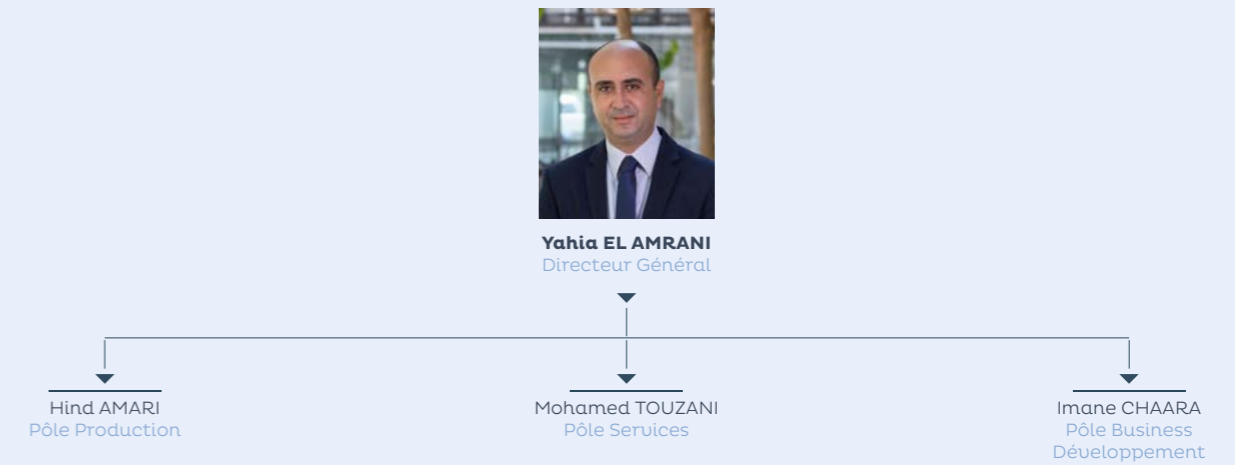 Yahia EL AMRANI
Directeur Général
Hind AMARI
Pôle Production
Mohamed TOUZANI
Pôle Services
Imane CHAARA
Pôle Business
Développement